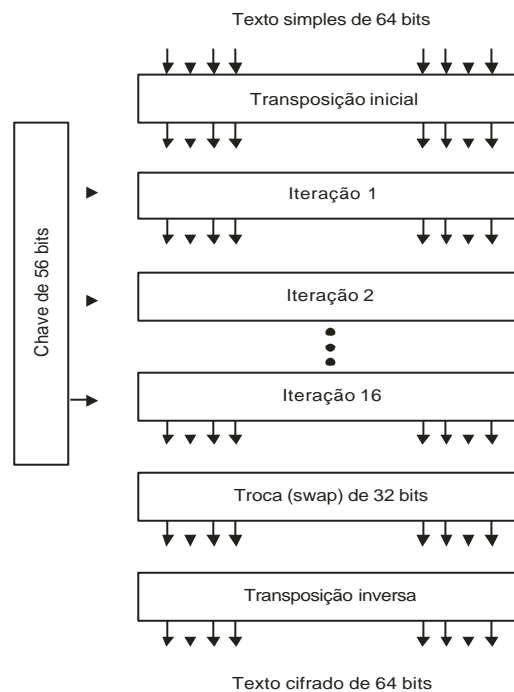 Texto simples de 64 bits
Transposição inicial
Chave de 56 bits
Iteração 1
Iteração 2
Iteração 16
Troca (swap) de 32 bits
Transposição inversa
Texto cifrado de 64 bits